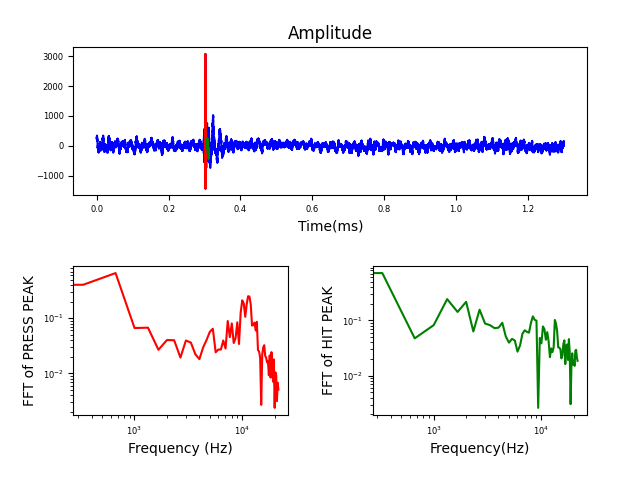 Amplitude
3000
2000
1000
0
−1000
0.0 0.2 0.4 0.6 0.8 1.0 1.2
Time(ms)
FFT of PRESS PEAK
10⁻¹
10⁻²
10³ 10⁴
Frequency (Hz)
FFT of HIT PEAK
10⁻¹
10⁻²
10³ 10⁴
Frequency(Hz)